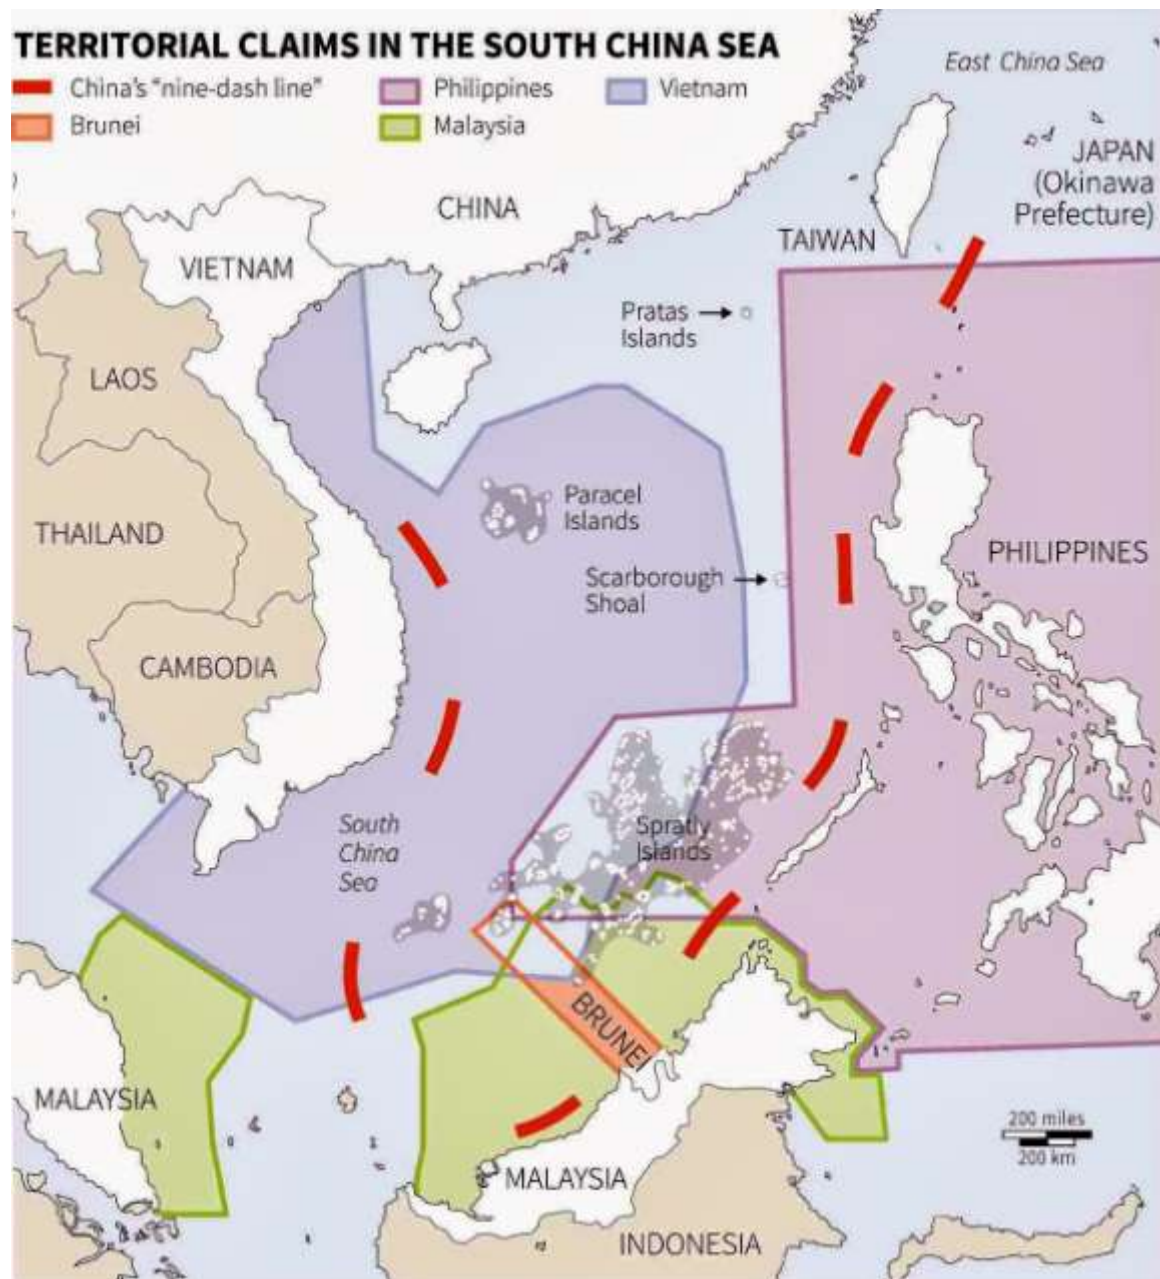 TERRITORIAL CLAIMS IN THE SOUTH CHINA SEA
China's "nine-dash line"
Philippines
Vietnam
Brunei
Malaysia
East China Sea
JAPAN
(Okinawa
Prefecture)
CHINA
TAIWAN
VIETNAM
Pratas
Islands
LAOS
Paracel
Islands
THAILAND
PHILIPPINES
Scarborough
Shoal
CAMBODIA
South
China
Sea
Spratly
Islands
BRUNEI
MALAYSIA
200 miles
200 km
MALAYSIA
INDONESIA